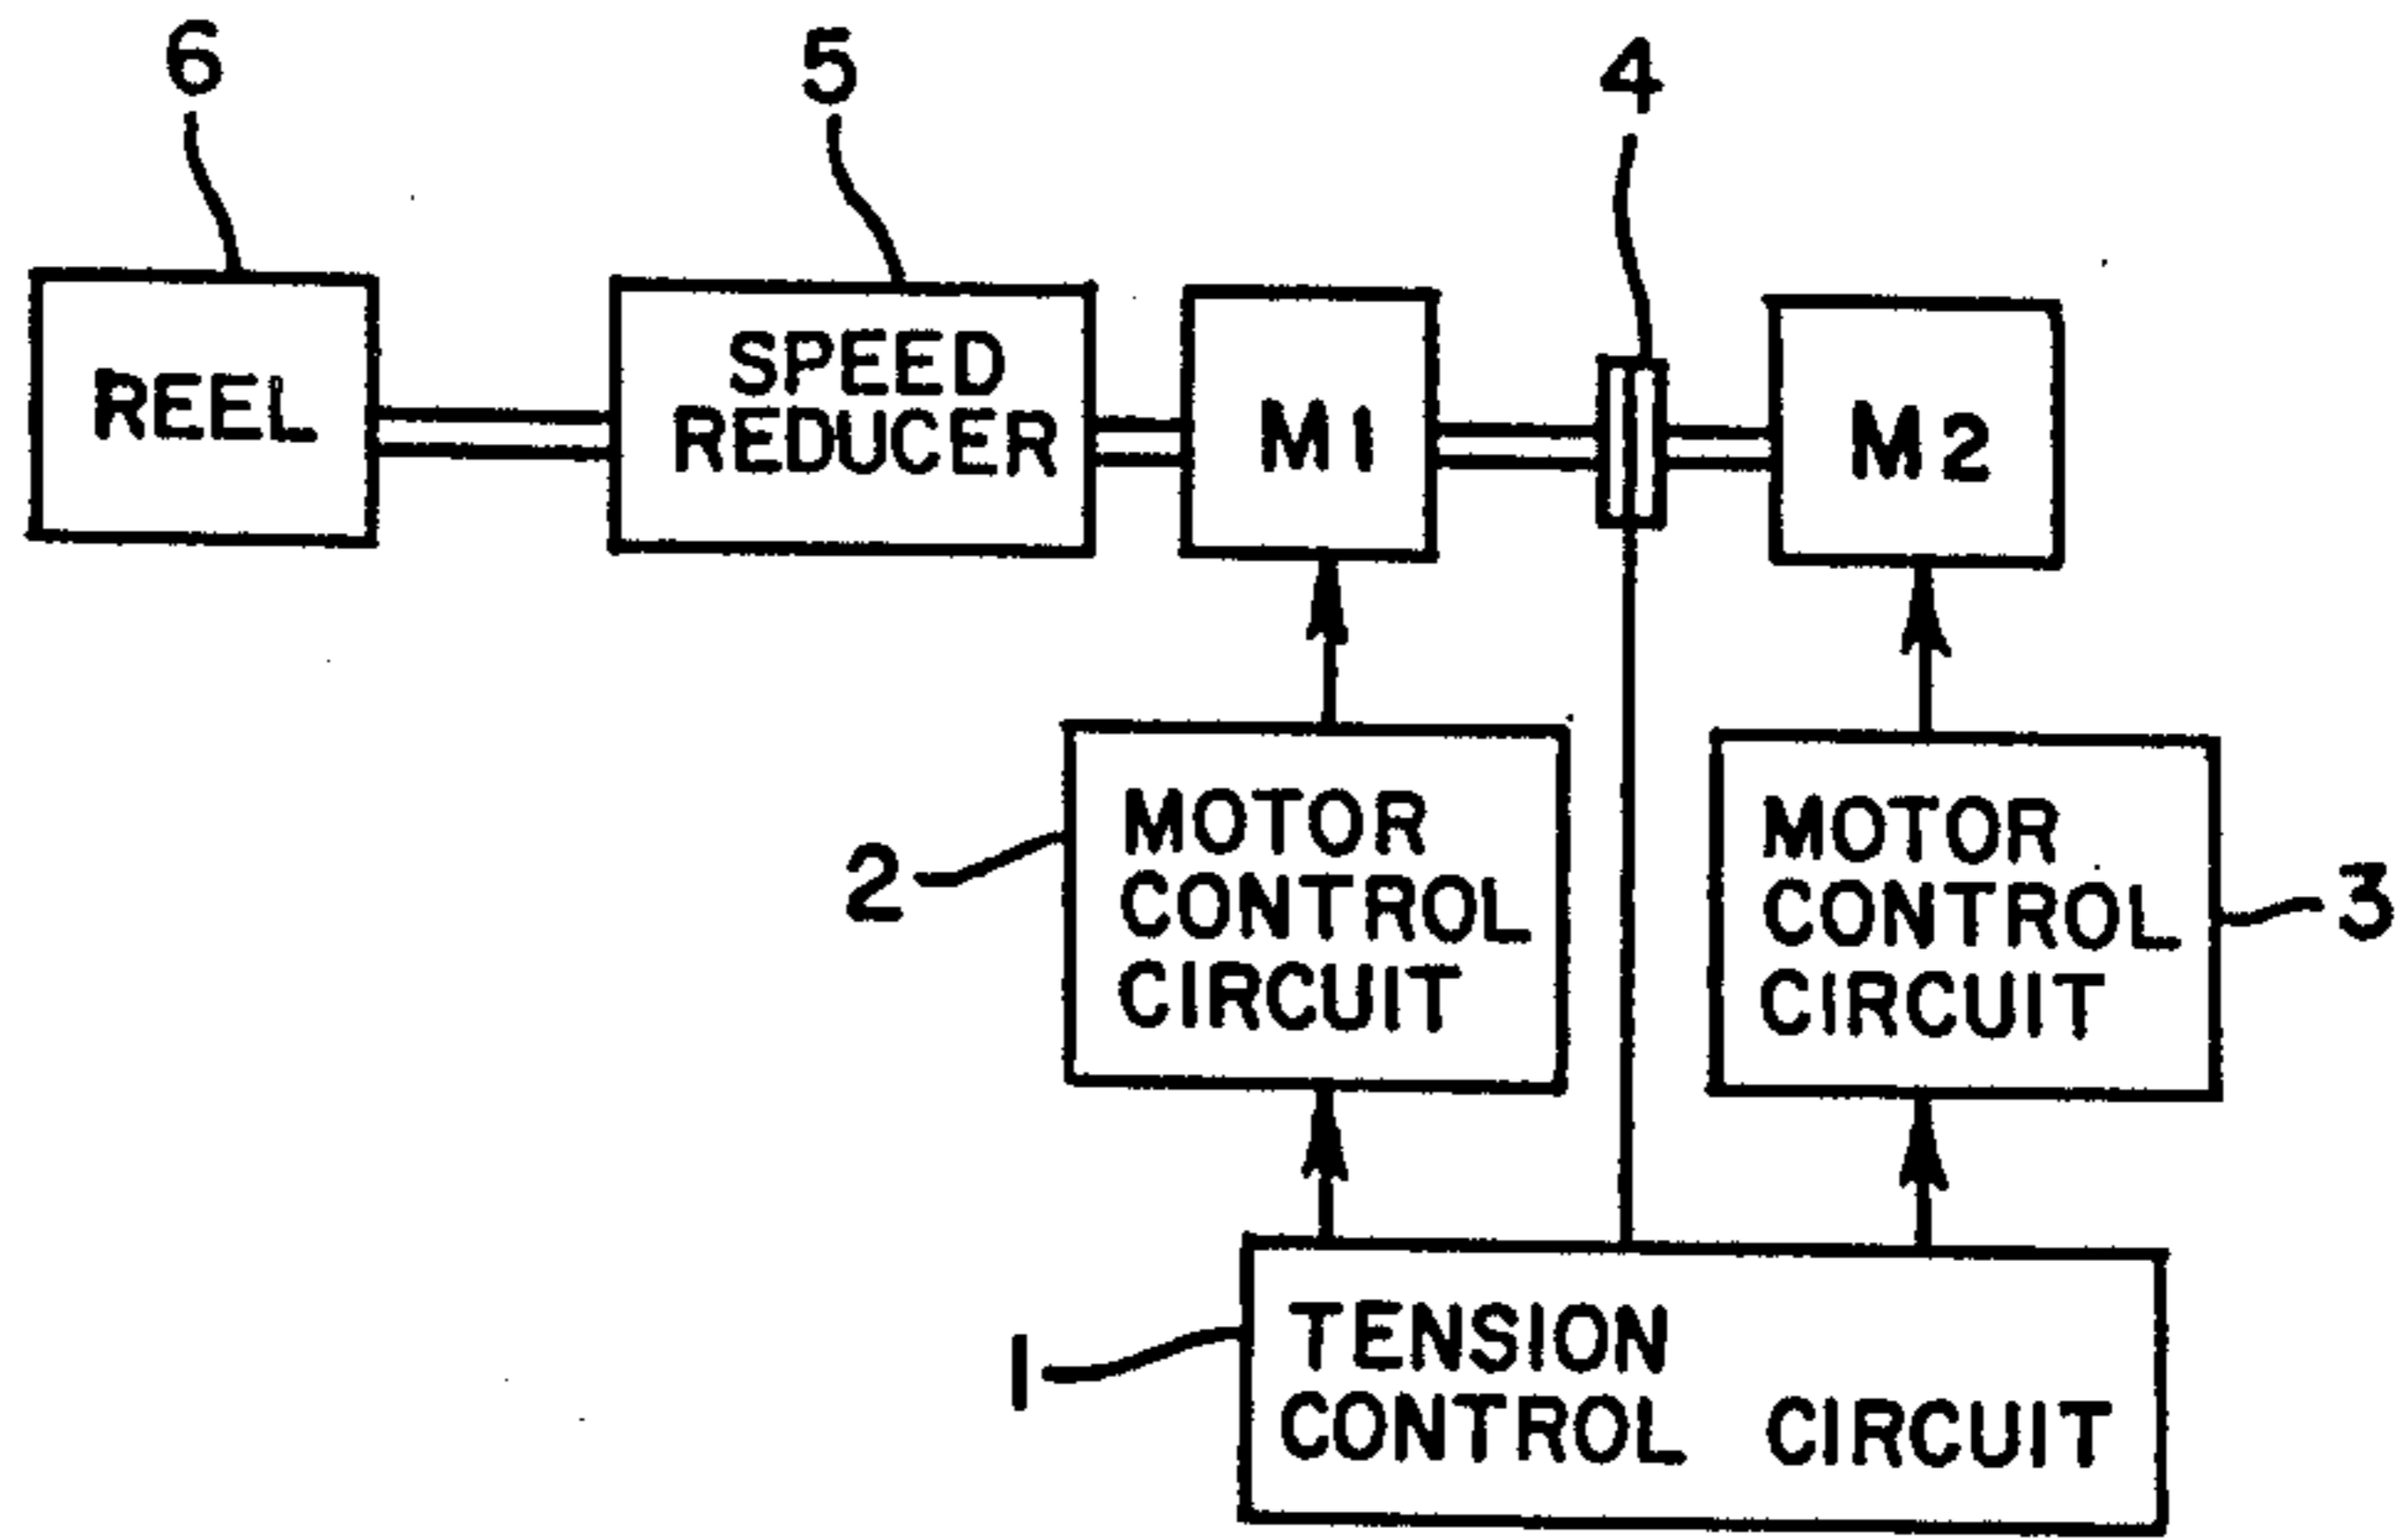 6
5
4
REEL
SPEED
REDUCER
M1
M2
2
MOTOR
CONTROL
CIRCUIT
MOTOR
CONTROL
CIRCUIT
3
1
TENSION
CONTROL CIRCUIT